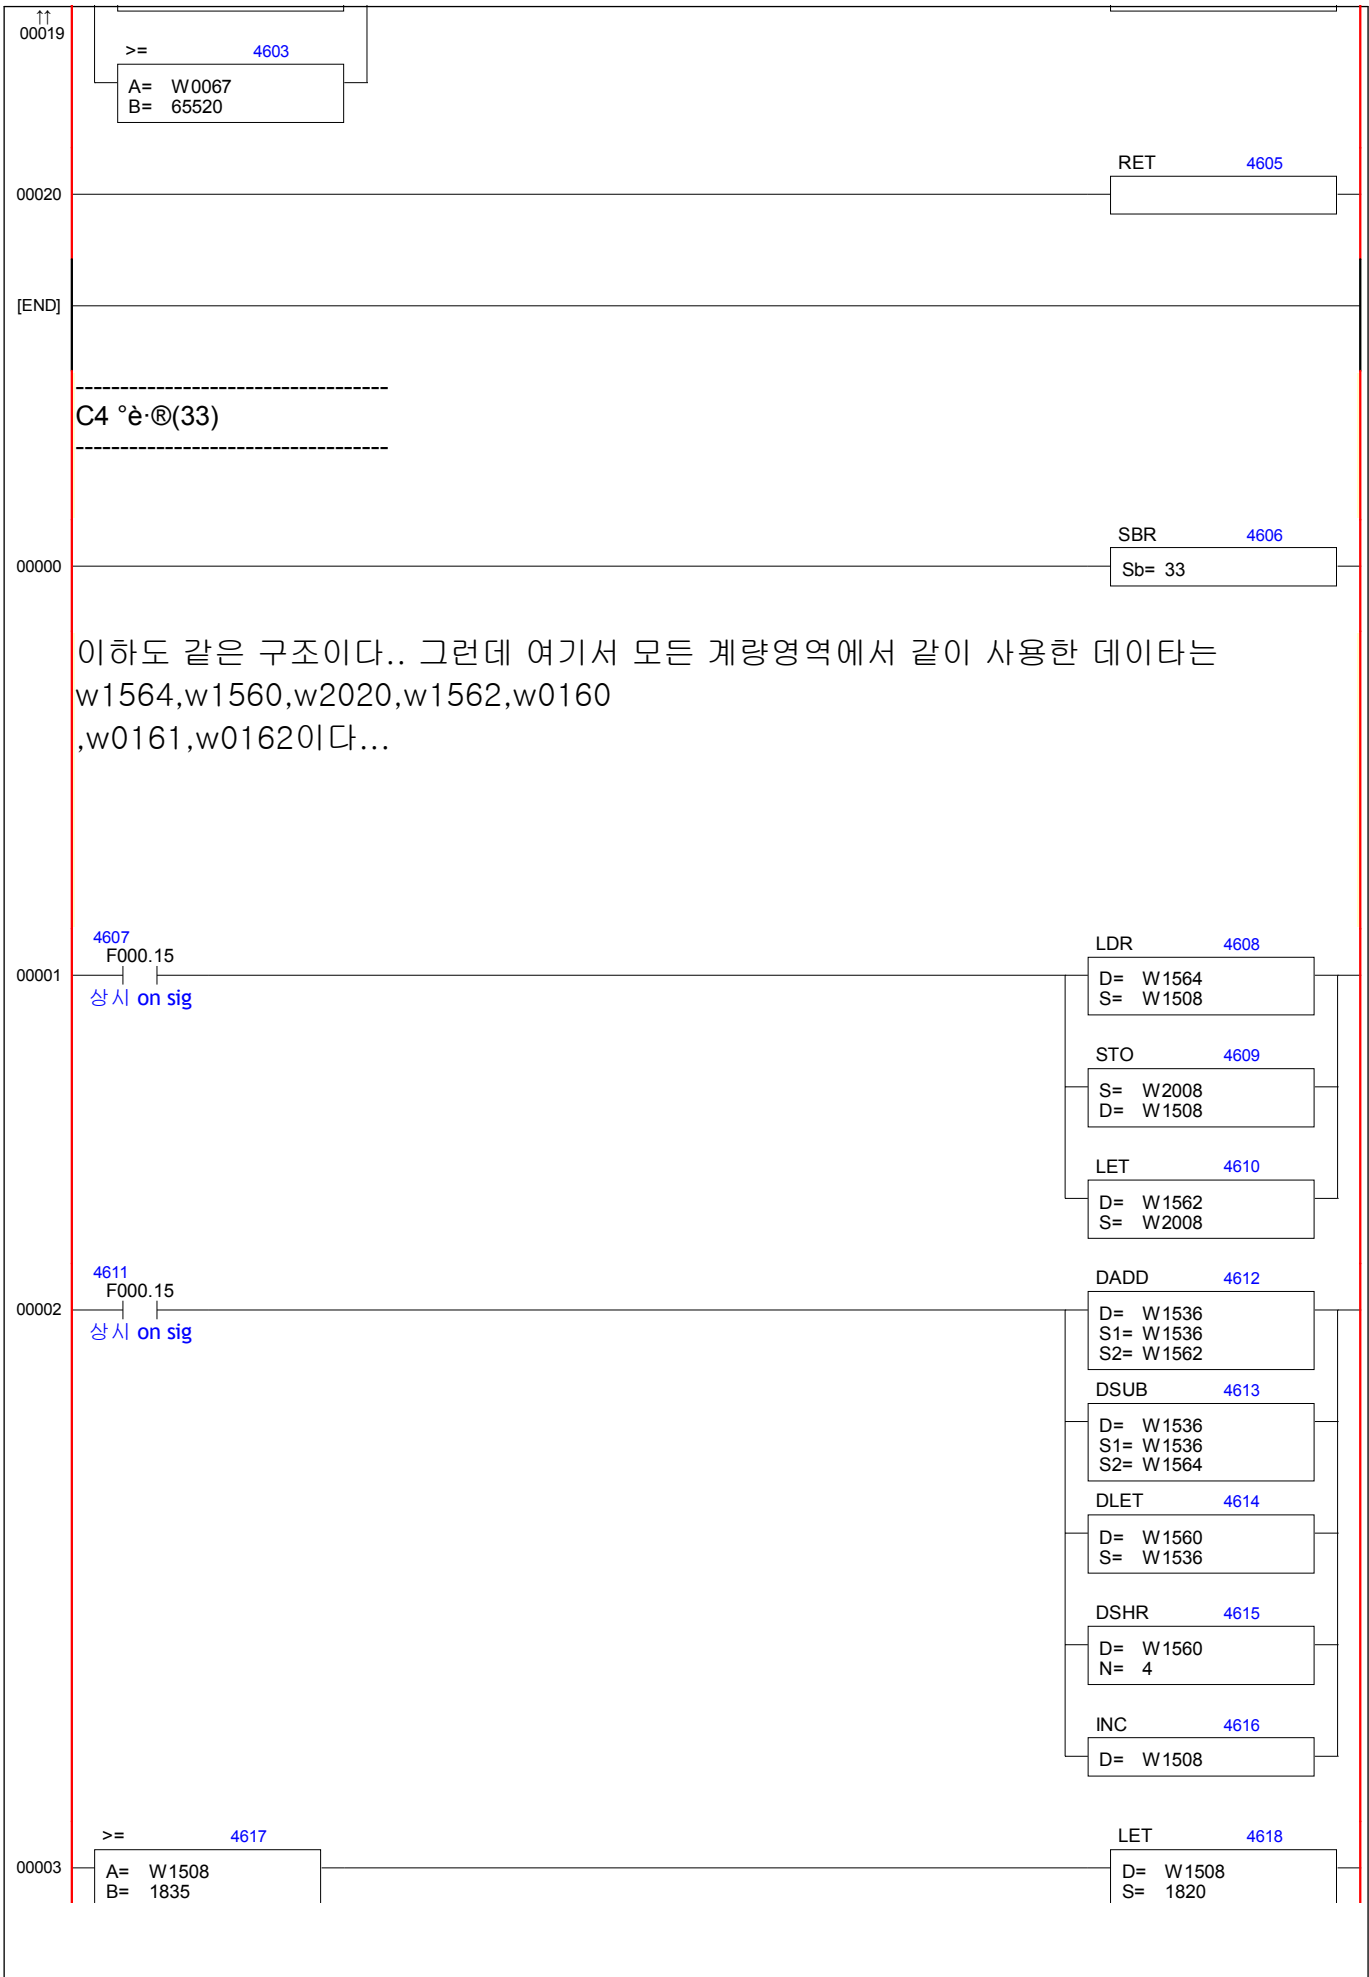 ↑↑
00019
>= 4603
A= W0067
B= 65520
RET 4605
00020
[END]
-----------------------------------
C4 °è·®(33)
-----------------------------------
SBR 4606
00000
Sb= 33
이하도 같은 구조이다.. 그런데 여기서 모든 계량영역에서 같이 사용한 데이타는
w1564,w1560,w2020,w1562,w0160
,w0161,w0162이다...
4607
F000.15
00001
상시 on sig
LDR 4608
D= W1564
S= W1508
STO 4609
S= W2008
D= W1508
LET 4610
D= W1562
S= W2008
4611
F000.15
00002
상시 on sig
DADD 4612
D= W1536
S1= W1536
S2= W1562
DSUB 4613
D= W1536
S1= W1536
S2= W1564
DLET 4614
D= W1560
S= W1536
DSHR 4615
D= W1560
N= 4
INC 4616
D= W1508
>= 4617
00003
A= W1508
B= 1835
LET 4618
D= W1508
S= 1820